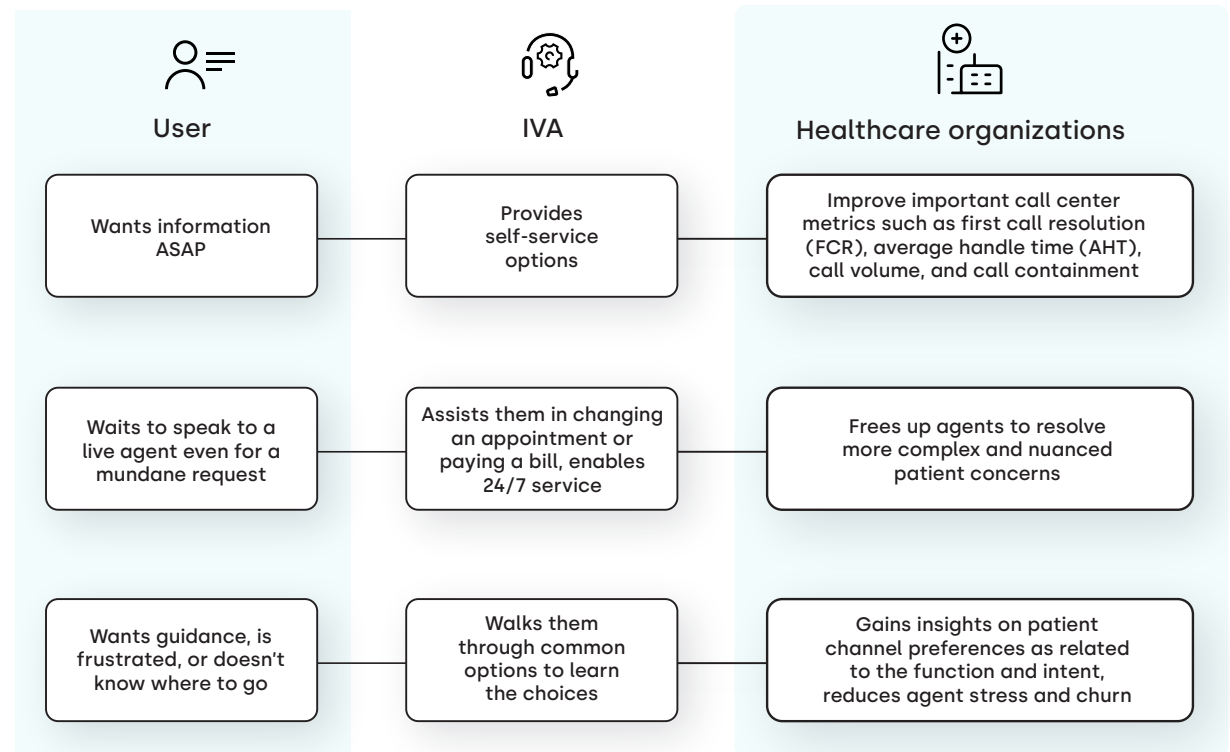 User
IVA
Healthcare organizations
Wants information
ASAP
Provides
self-service
options
Improve important call center
metrics such as first call resolution
(FCR), average handle time (AHT),
call volume, and call containment
Waits to speak to a
live agent even for a
mundane request
Assists them in changing
an appointment or
paying a bill, enables
24/7 service
Frees up agents to resolve
more complex and nuanced
patient concerns
Wants guidance, is
frustrated, or doesn't
know where to go
Walks them
through common
options to learn
the choices
Gains insights on patient
channel preferences as related
to the function and intent,
reduces agent stress and churn